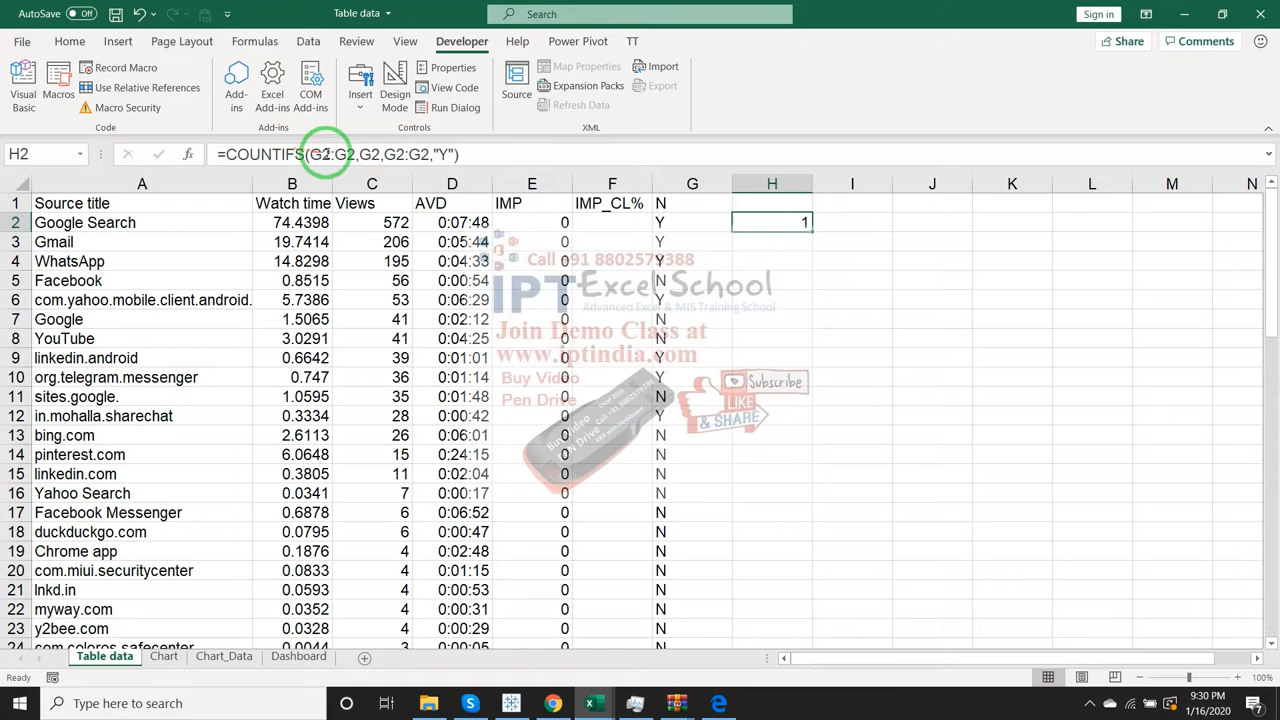 AutoSave Off Table data Search Sign in
File Home Insert Page Layout Formulas Data Review View Developer Help Power Pivot TT Share Comments
Visual Basic Macros Record Macro Use Relative References Macro Security Add-ins Excel Add-ins COM Add-ins Insert Design Mode Properties View Code Run Dialog Source Map Properties Expansion Packs Refresh Data Import Export
Code Add-ins Controls XML
H2 fx =COUNTIFS(G2:G2,G2,G2:G2,"Y")
A B C D E F G H I J K L M N
1 Source title Watch time Views AVD IMP IMP_CL% N
2 Google Search 74.4398 572 0:07:48 0 Y 1
3 Gmail 19.7414 206 0:05:44 0 Y
4 WhatsApp 14.8298 195 0:04:33 0 Y
5 Facebook 0.8515 56 0:00:54 0 N
6 com.yahoo.mobile.client.android. 5.7386 53 0:06:29 0 Y
7 Google 1.5065 41 0:02:12 0 N
8 YouTube 3.0291 41 0:04:25 0 N
9 linkedin.android 0.6642 39 0:01:01 0 Y
10 org.telegram.messenger 0.747 36 0:01:14 0 Y
11 sites.google. 1.0595 35 0:01:48 0 N
12 in.mohalla.sharechat 0.3334 28 0:00:42 0 Y
13 bing.com 2.6113 26 0:06:01 0 N
14 pinterest.com 6.0648 15 0:24:15 0 N
15 linkedin.com 0.3805 11 0:02:04 0 N
16 Yahoo Search 0.0341 7 0:00:17 0 N
17 Facebook Messenger 0.6878 6 0:06:52 0 N
18 duckduckgo.com 0.0795 6 0:00:47 0 N
19 Chrome app 0.1876 4 0:02:48 0 N
20 com.miui.securitycenter 0.0833 4 0:01:15 0 N
21 lnkd.in 0.0593 4 0:00:53 0 N
22 myway.com 0.0352 4 0:00:31 0 N
23 y2bee.com 0.0328 4 0:00:29 0 N
24 com.coloros.safecenter 0.0044 3 0:00:05 0 N
Call +91 8802579388
IPT Excel School
Advanced Excel & MIS Training School
Join Demo Class at
www.iptindia.com
Buy Video
Pen Drive
Subscribe
LIKE
& SHARE
Table data Chart Chart_Data Dashboard
Ready 100%
Type here to search 9:30 PM
1/16/2020